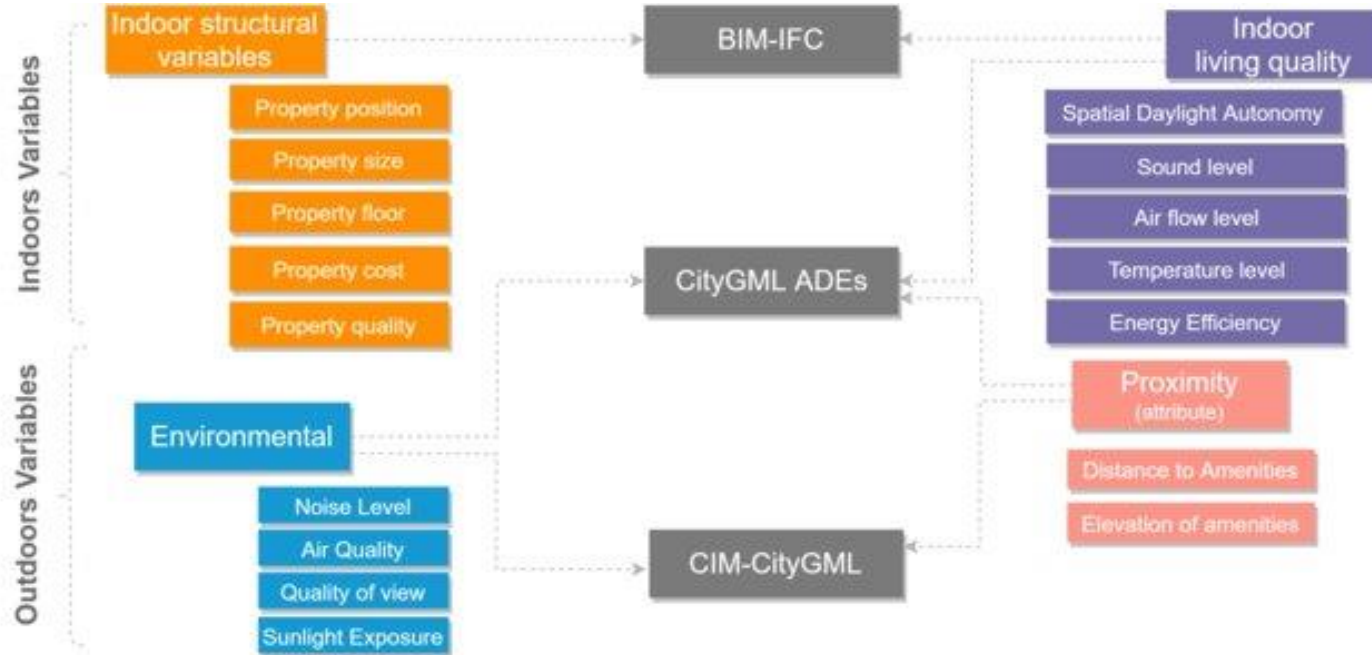 Indoors Variables
Indoor structural
variables
Property position
Property size
Property floor
Property cost
Property quality
Outdoors Variables
Environmental
Noise Level
Air Quality
Quality of view
Sunlight Exposure
BIM-IFC
CityGML ADEs
CIM-CityGML
Indoor
living quality
Spatial Daylight Autonomy
Sound level
Air flow level
Temperature level
Energy Efficiency
Proximity
(attribute)
Distance to Amenities
Elevation of amenities